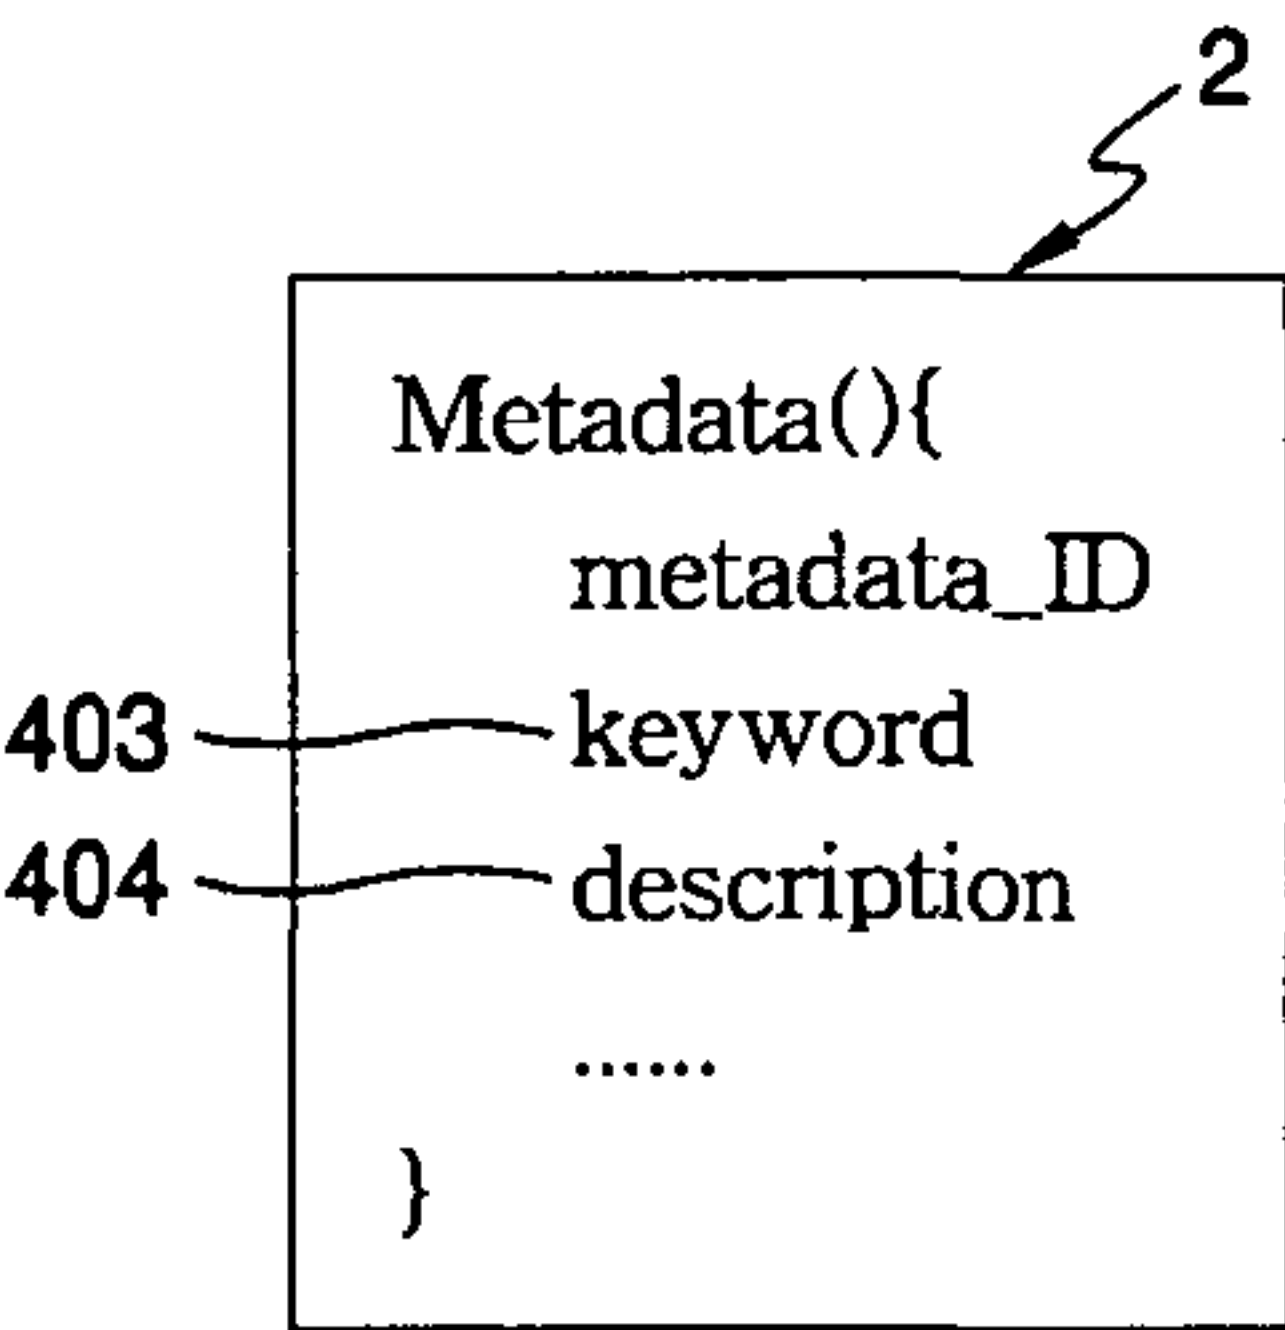 2
Metadata(){
metadata_ID
403 keyword
404 description
......
}